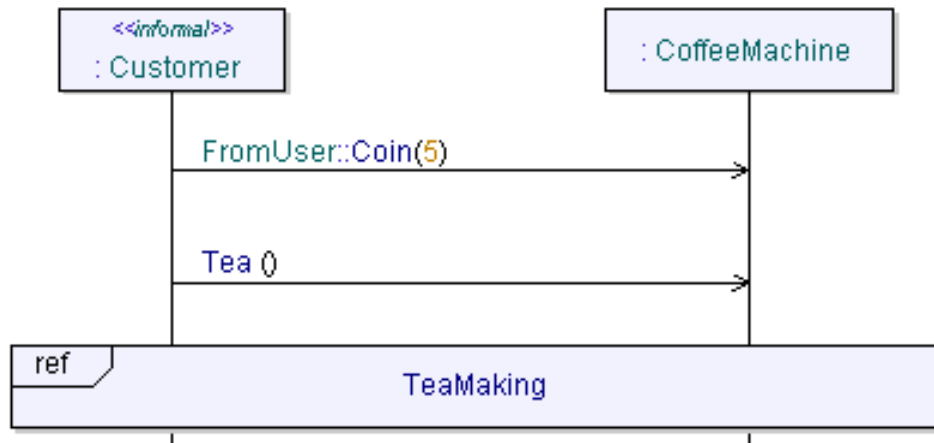 <<informal>>
: Customer
: CoffeeMachine
FromUser::Coin(5)
Tea ()
ref
TeaMaking